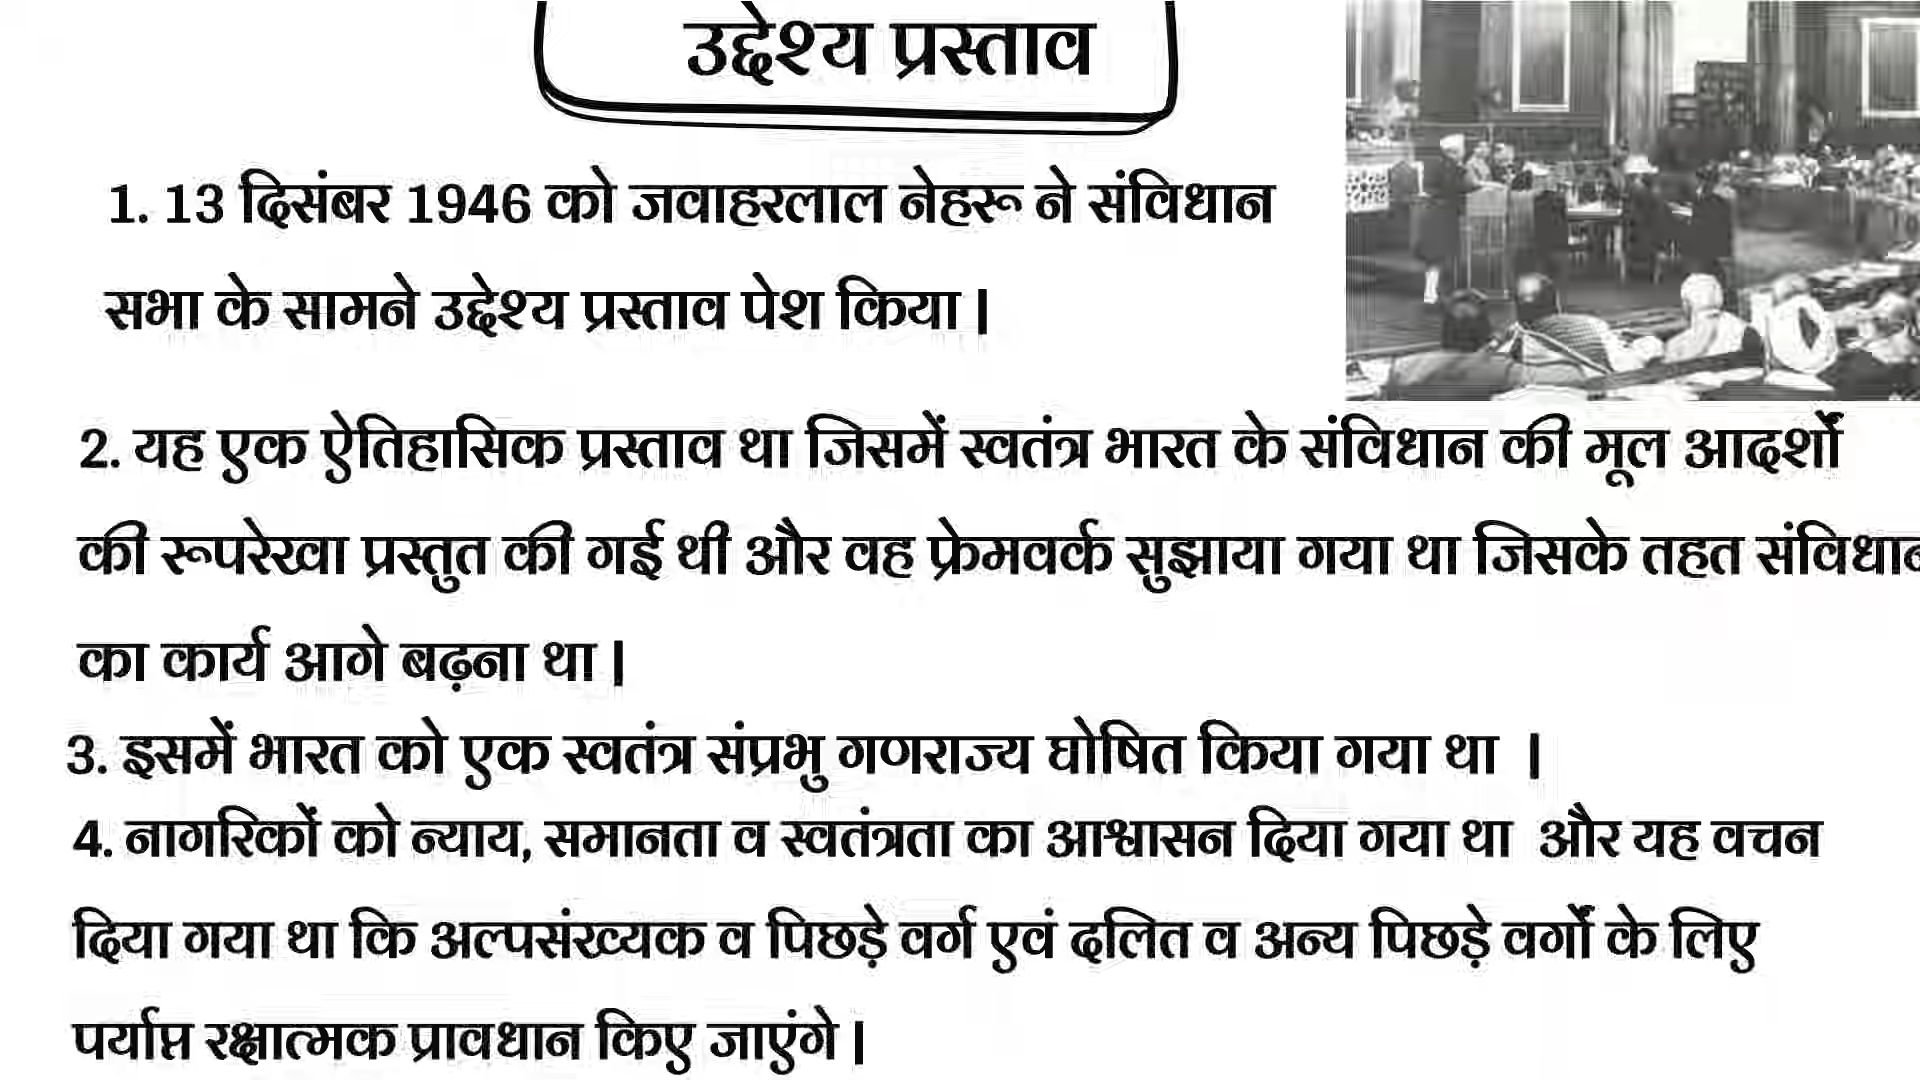 उद्देश्य प्रस्ताव
1. 13 दिसंबर 1946 को जवाहरलाल नेहरू ने संविधान
सभा के सामने उद्देश्य प्रस्ताव पेश किया |
2. यह एक ऐतिहासिक प्रस्ताव था जिसमें स्वतंत्र भारत के संविधान की मूल आदर्शों
की रूपरेखा प्रस्तुत की गई थी और वह फ्रेमवर्क सुझाया गया था जिसके तहत संविधान
का कार्य आगे बढ़ना था |
3. इसमें भारत को एक स्वतंत्र संप्रभु गणराज्य घोषित किया गया था |
4. नागरिकों को न्याय, समानता व स्वतंत्रता का आश्वासन दिया गया था और यह वचन
दिया गया था कि अल्पसंख्यक व पिछड़े वर्ग एवं दलित व अन्य पिछड़े वर्गों के लिए
पर्याप्त रक्षात्मक प्रावधान किए जाएंगे |